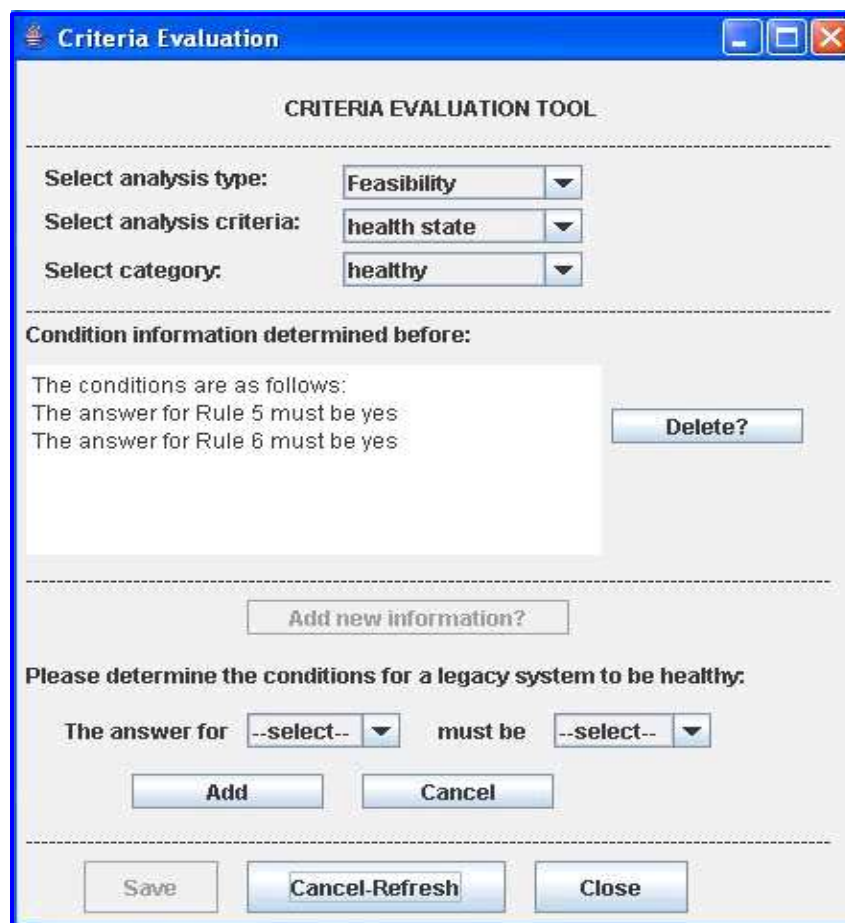 Criteria Evaluation
CRITERIA EVALUATION TOOL
Select analysis type: Feasibility
Select analysis criteria: health state
Select category: healthy
Condition information determined before:
The conditions are as follows:
The answer for Rule 5 must be yes
The answer for Rule 6 must be yes
Delete?
Add new information?
Please determine the conditions for a legacy system to be healthy:
The answer for --select-- must be --select--
Add Cancel
Save Cancel-Refresh Close